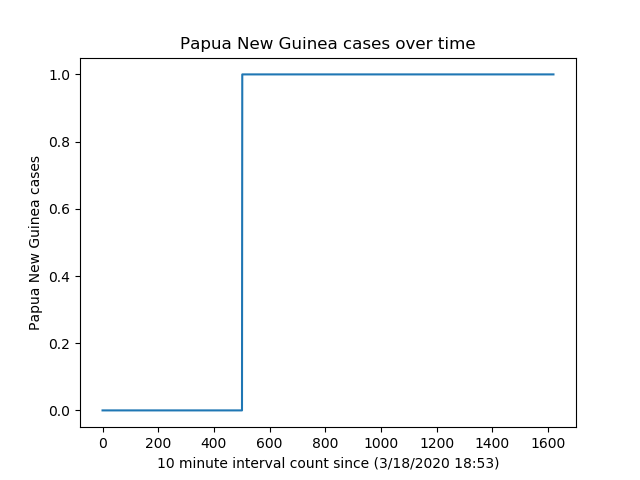 Papua New Guinea cases over time
1.0
0.8
0.6
0.4
0.2
0.0
Papua New Guinea cases
0 200 400 600 800 1000 1200 1400 1600
10 minute interval count since (3/18/2020 18:53)